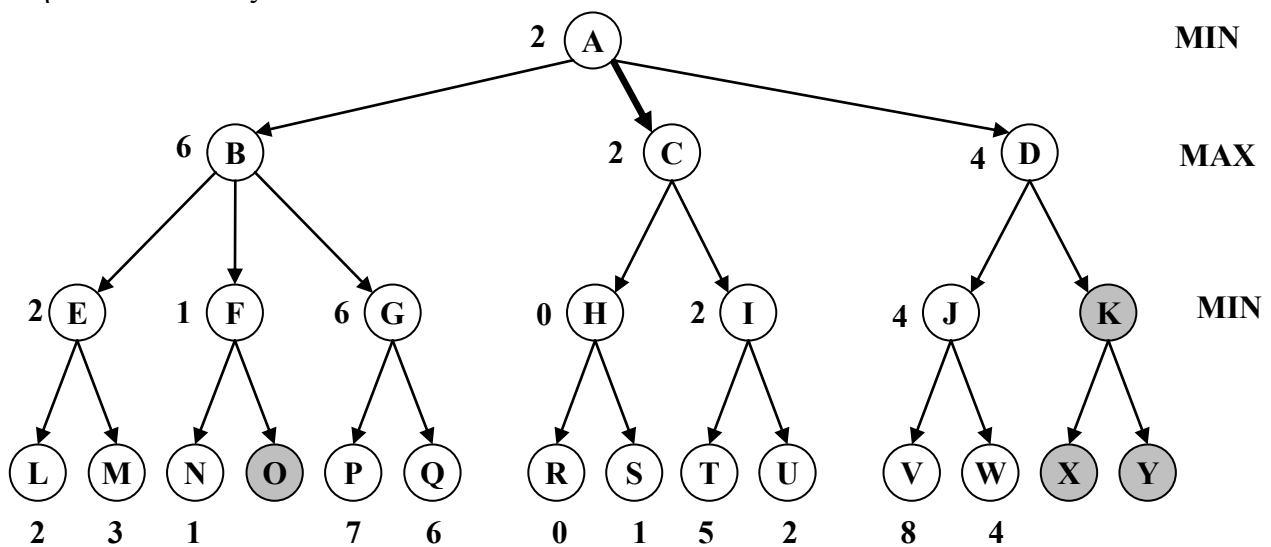 2 A MIN
6 B 2 C 4 D MAX
2 E 1 F 6 G 0 H 2 I 4 J K MIN
L M N O P Q R S T U V W X Y
2 3 1 7 6 0 1 5 2 8 4